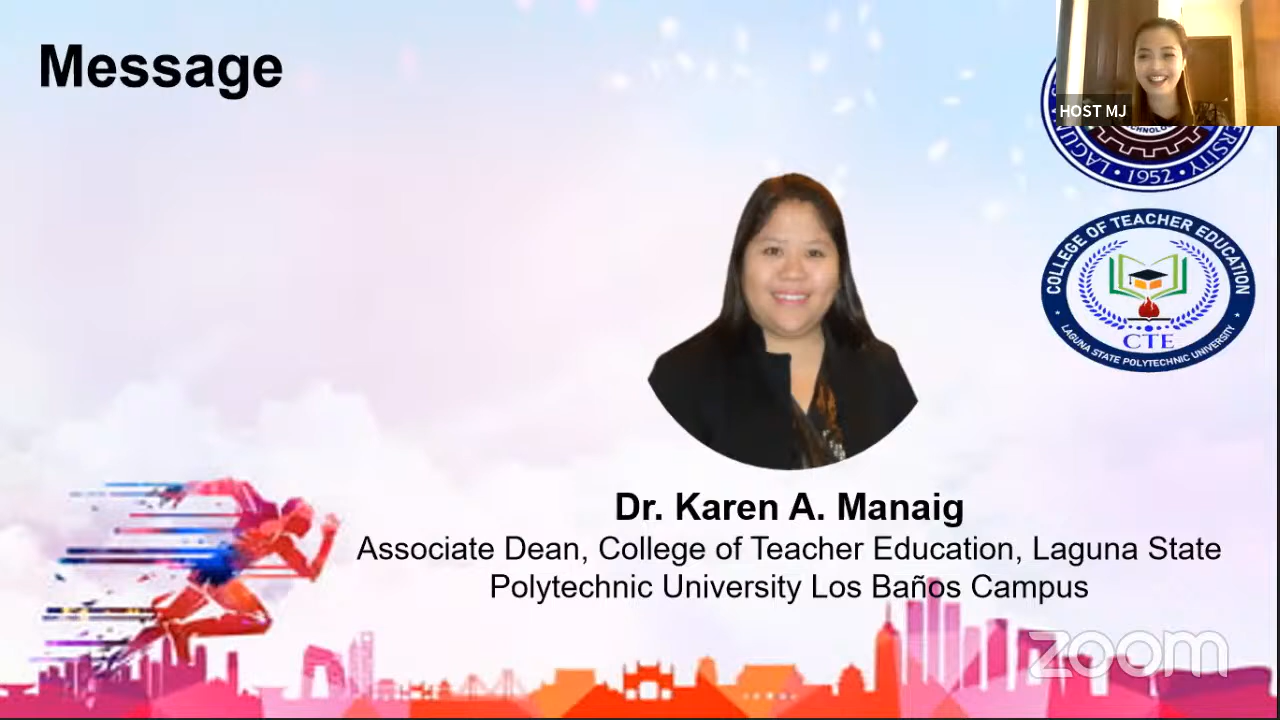 Message
HOST MJ
LAGUNA
1952
COLLEGE OF TEACHER EDUCATION
CTE
LAGUNA STATE POLYTECHNIC UNIVERSITY
Dr. Karen A. Manaig
Associate Dean, College of Teacher Education, Laguna State
Polytechnic University Los Baños Campus
zoom